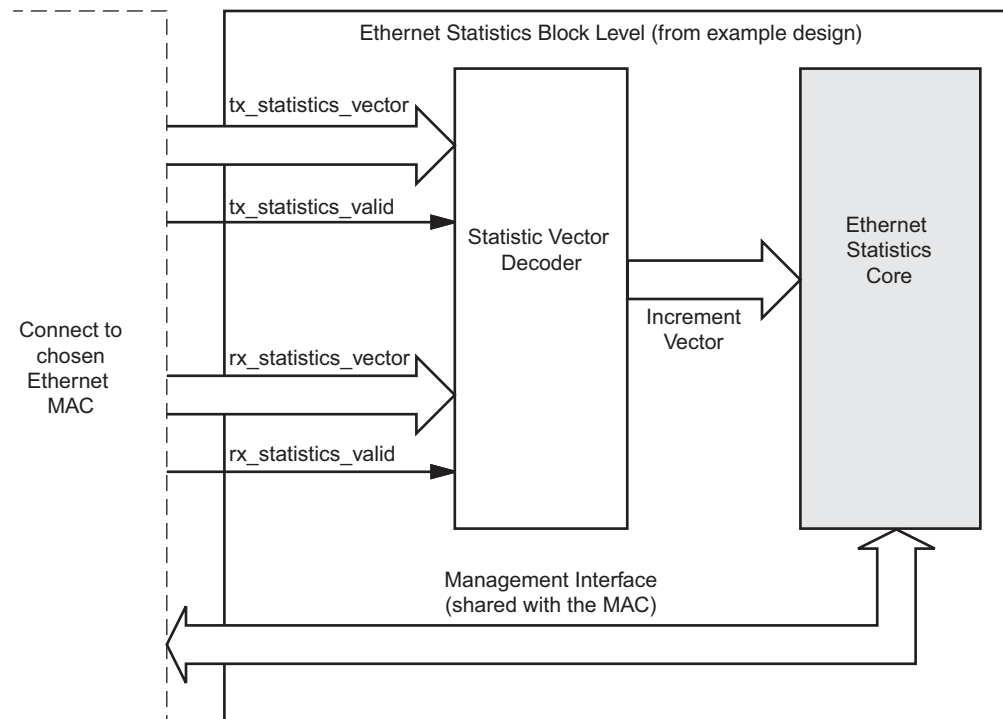 Ethernet Statistics Block Level (from example design)
tx_statistics_vector
tx_statistics_valid
Statistic Vector
Decoder
Ethernet
Statistics
Core
Increment
Vector
Connect to
chosen
Ethernet
MAC
rx_statistics_vector
rx_statistics_valid
Management Interface
(shared with the MAC)